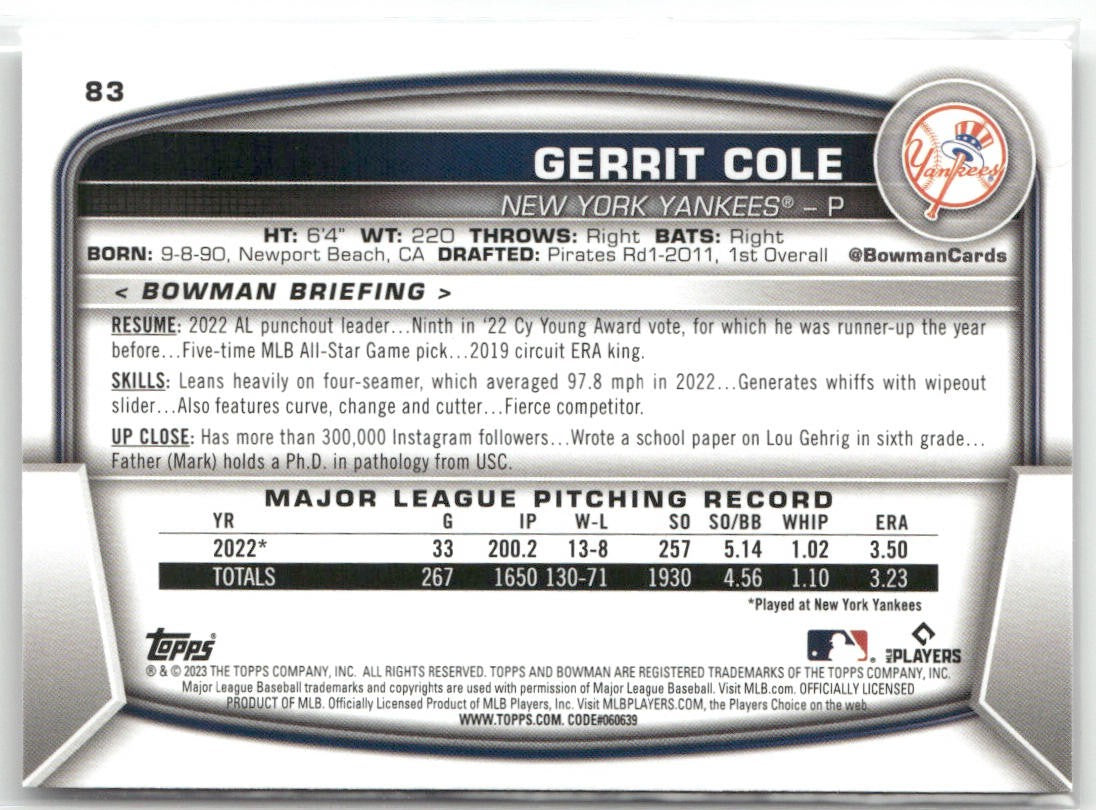 83
Yankees®
GERRIT COLE
NEW YORK YANKEES® – P
HT: 6'4" WT: 220 THROWS: Right BATS: Right
BORN: 9-8-90, Newport Beach, CA DRAFTED: Pirates Rd1-2011, 1st Overall @BowmanCards
< BOWMAN BRIEFING >
RESUME: 2022 AL punchout leader...Ninth in '22 Cy Young Award vote, for which he was runner-up the year
before...Five-time MLB All-Star Game pick...2019 circuit ERA king.
SKILLS: Leans heavily on four-seamer, which averaged 97.8 mph in 2022...Generates whiffs with wipeout
slider...Also features curve, change and cutter...Fierce competitor.
UP CLOSE: Has more than 300,000 Instagram followers...Wrote a school paper on Lou Gehrig in sixth grade...
Father (Mark) holds a Ph.D. in pathology from USC.
MAJOR LEAGUE PITCHING RECORD
YR G IP W-L SO SO/BB WHIP ERA
2022* 33 200.2 13-8 257 5.14 1.02 3.50
TOTALS 267 1650 130-71 1930 4.56 1.10 3.23
*Played at New York Yankees
Topps® MLB PLAYERS
® & © 2023 THE TOPPS COMPANY, INC. ALL RIGHTS RESERVED. TOPPS AND BOWMAN ARE REGISTERED TRADEMARKS OF THE TOPPS COMPANY, INC.
Major League Baseball trademarks and copyrights are used with permission of Major League Baseball. Visit MLB.com. OFFICIALLY LICENSED
PRODUCT OF MLB. Officially Licensed Product of MLB Players, Inc. Visit MLBPLAYERS.COM, the Players Choice on the web.
WWW.TOPPS.COM. CODE#060639